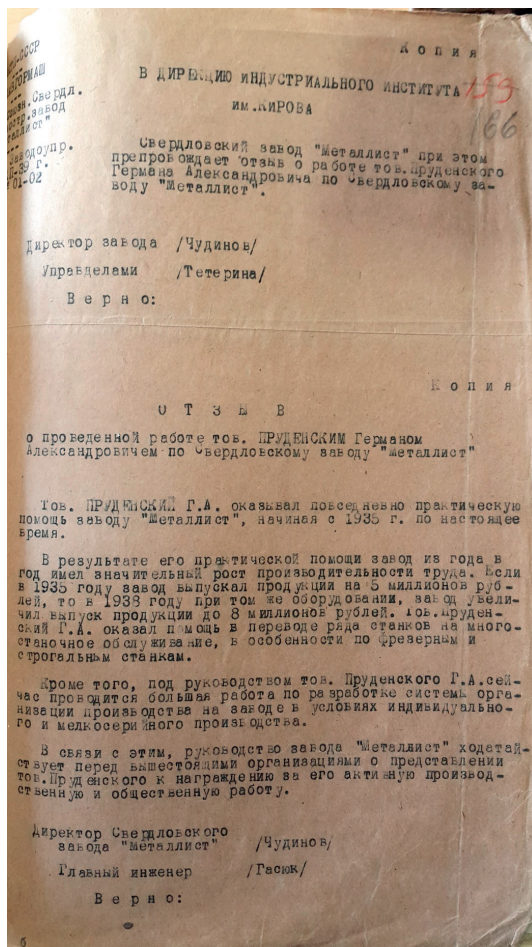 К о п и я
-СССР
В ДИРЕКЦИЮ ИНДУСТРИАЛЬНОГО ИНСТИТУТА
159
им.КИРОВА
166
Свердл.
завод
"
аводоупр.
-39 г.
01-02
Свердловский завод "Металлист" при этом
препровождает отзыв о работе тов.Пруденского
Германа Александровича по Свердловскому за-
воду "Металлист".
Директор завода /Чудинов/
Управделами /Тетерина/
В е р н о:
К о п и я
О Т З Ы В
о проведенной работе тов. ПРУДЕНСКИМ Германом
Александровичем по Свердловскому заводу "Металлист"
Тов. ПРУДЕНСКИЙ Г.А. оказывал повседневно практическую
помощь заводу "Металлист", начиная с 1935 г. по настоящее
время.
В результате его практической помощи завод из года в
год имел значительный рост производительности труда. Если
в 1935 году завод выпускал продукции на 5 миллионов руб-
лей, то в 1938 году при том же оборудовании, завод увели-
чил выпуск продукции до 8 миллионов рублей. Тов.Пруден-
ский Г.А. оказал помощь в переводе ряда станков на много-
станочное обслуживание, в особенности по фрезерным и
строгальным станкам.
Кроме того, под руководством тов. Пруденского Г.А.сей-
час проводится большая работа по разработке системы орга-
низации производства на заводе в условиях индивидуально-
го и мелкосерийного производства.
В связи с этим, руководство завода "Металлист" ходатай-
ствует перед вышестоящими организациями о представлении
тов.Пруденского к награждению за его активную производ-
ственную и общественную работу.
Директор Свердловского
завода "Металлист" /Чудинов/
Главный инженер /Гасюк/
В е р н о:
б